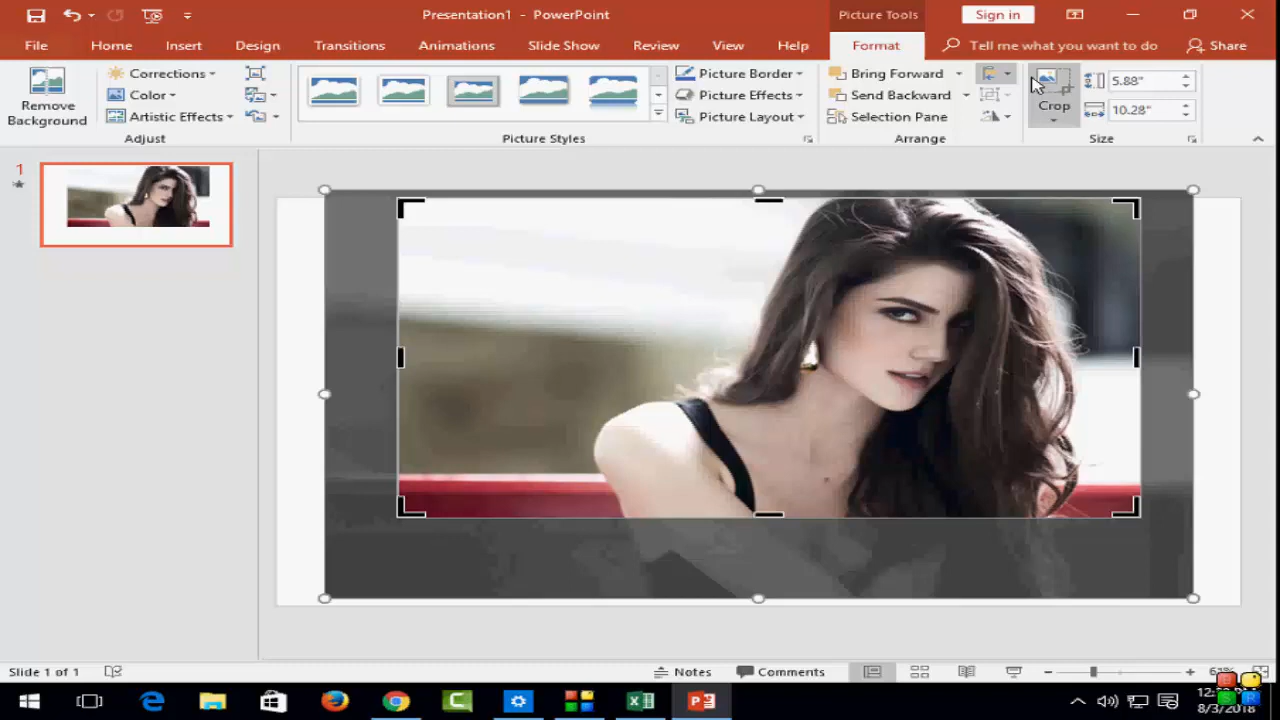 Presentation1 - PowerPoint
Picture Tools
Sign in
File Home Insert Design Transitions Animations Slide Show Review View Help Format Tell me what you want to do Share
Remove Background
Corrections
Color
Artistic Effects
Adjust
Picture Styles
Picture Border
Picture Effects
Picture Layout
Bring Forward
Send Backward
Selection Pane
Arrange
Crop
5.88"
10.28"
Size
1
Slide 1 of 1
Notes
Comments
8/3/2018